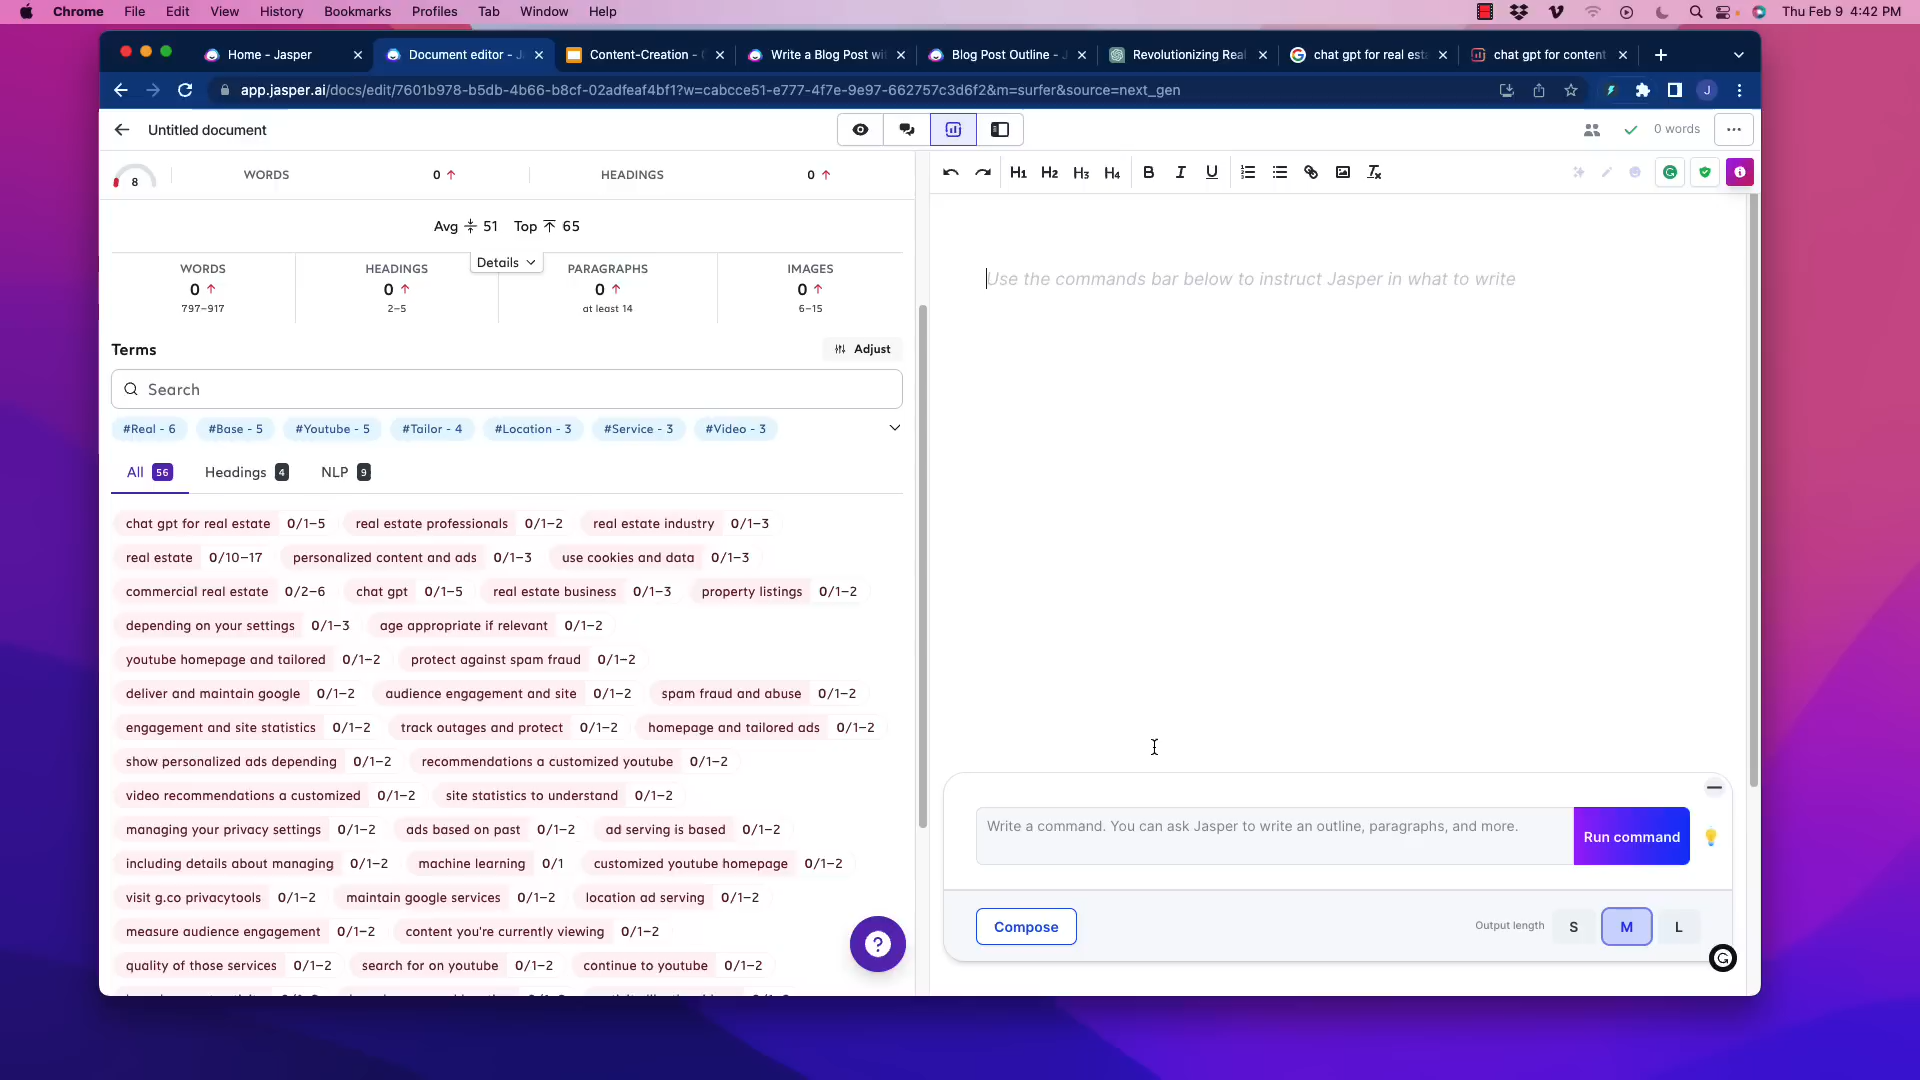 Chrome File Edit View History Bookmarks Profiles Tab Window Help Thu Feb 9 4:42 PM
Home - Jasper Document editor - J Content-Creation - Write a Blog Post wi Blog Post Outline - J Revolutionizing Real chat gpt for real est chat gpt for content
app.jasper.ai/docs/edit/7601b978-b5db-4b66-b8cf-02adfeaf4bf1?w=cabcce51-e777-4f7e-9e97-662757c3d6f2&m=surfer&source=next_gen J
Untitled document 0 words
8 WORDS 0 HEADINGS 0
H1 H2 H3 H4 B I U
Avg 51 Top 65
Details
WORDS HEADINGS PARAGRAPHS IMAGES
0 0 0 0
797–917 2–5 at least 14 6–15
Use the commands bar below to instruct Jasper in what to write
Terms Adjust
Search
#Real - 6 #Base - 5 #Youtube - 5 #Tailor - 4 #Location - 3 #Service - 3 #Video - 3
All 56 Headings 4 NLP 9
chat gpt for real estate 0/1–5 real estate professionals 0/1–2 real estate industry 0/1–3
real estate 0/10–17 personalized content and ads 0/1–3 use cookies and data 0/1–3
commercial real estate 0/2–6 chat gpt 0/1–5 real estate business 0/1–3 property listings 0/1–2
depending on your settings 0/1–3 age appropriate if relevant 0/1–2
youtube homepage and tailored 0/1–2 protect against spam fraud 0/1–2
deliver and maintain google 0/1–2 audience engagement and site 0/1–2 spam fraud and abuse 0/1–2
engagement and site statistics 0/1–2 track outages and protect 0/1–2 homepage and tailored ads 0/1–2
show personalized ads depending 0/1–2 recommendations a customized youtube 0/1–2
video recommendations a customized 0/1–2 site statistics to understand 0/1–2
managing your privacy settings 0/1–2 ads based on past 0/1–2 ad serving is based 0/1–2
including details about managing 0/1–2 machine learning 0/1 customized youtube homepage 0/1–2
visit g.co privacytools 0/1–2 maintain google services 0/1–2 location ad serving 0/1–2
measure audience engagement 0/1–2 content you're currently viewing 0/1–2
quality of those services 0/1–2 search for on youtube 0/1–2 continue to youtube 0/1–2
Write a command. You can ask Jasper to write an outline, paragraphs, and more.
Run command
Compose Output length S M L